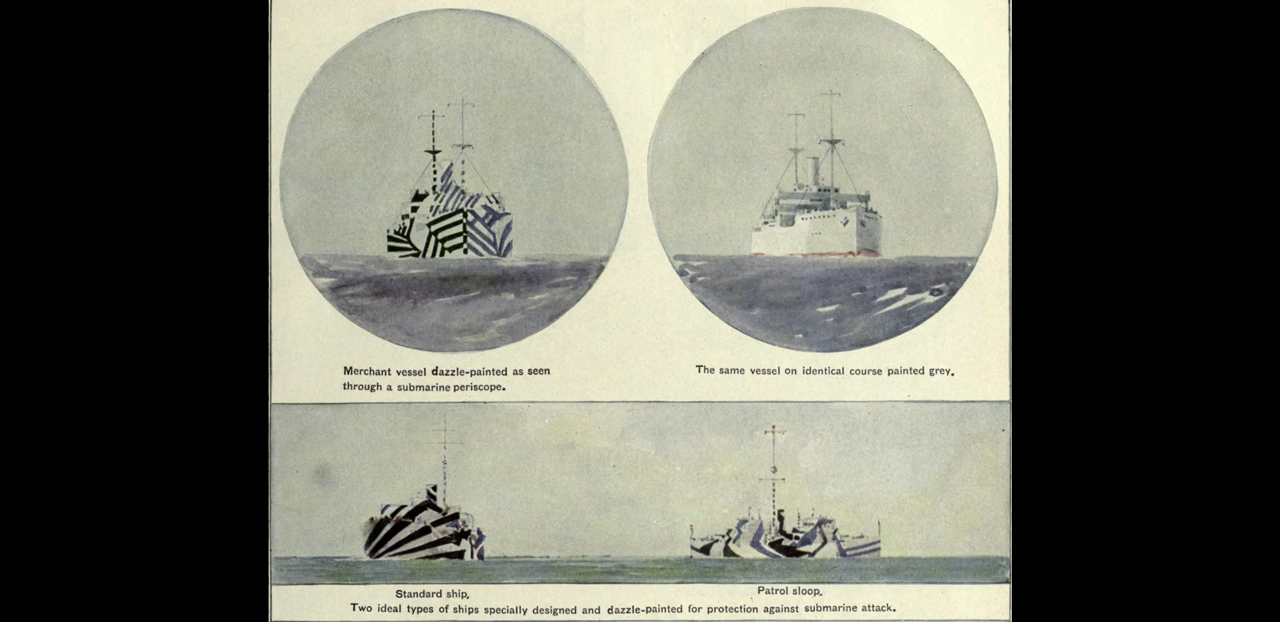 Merchant vessel dazzle-painted as seen
through a submarine periscope.
The same vessel on identical course painted grey.
Standard ship.
Patrol sloop.
Two ideal types of ships specially designed and dazzle-painted for protection against submarine attack.